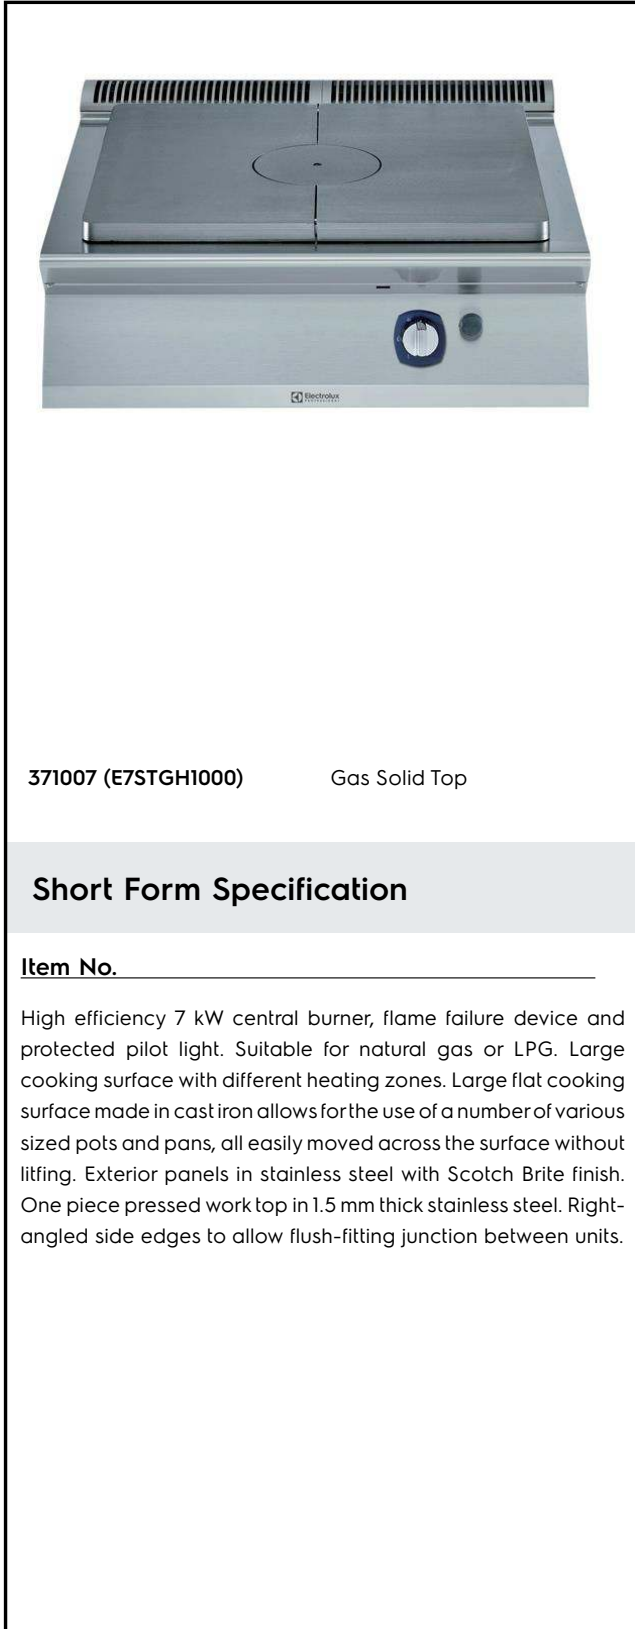 Electrolux
PROFESSIONAL
371007 (E7STGH1000) Gas Solid Top
Short Form Specification
Item No.
High efficiency 7 kW central burner, flame failure device and
protected pilot light. Suitable for natural gas or LPG. Large
cooking surface with different heating zones. Large flat cooking
surface made in cast iron allows for the use of a number of various
sized pots and pans, all easily moved across the surface without
litfing. Exterior panels in stainless steel with Scotch Brite finish.
One piece pressed work top in 1.5 mm thick stainless steel. Right-
angled side edges to allow flush-fitting junction between units.